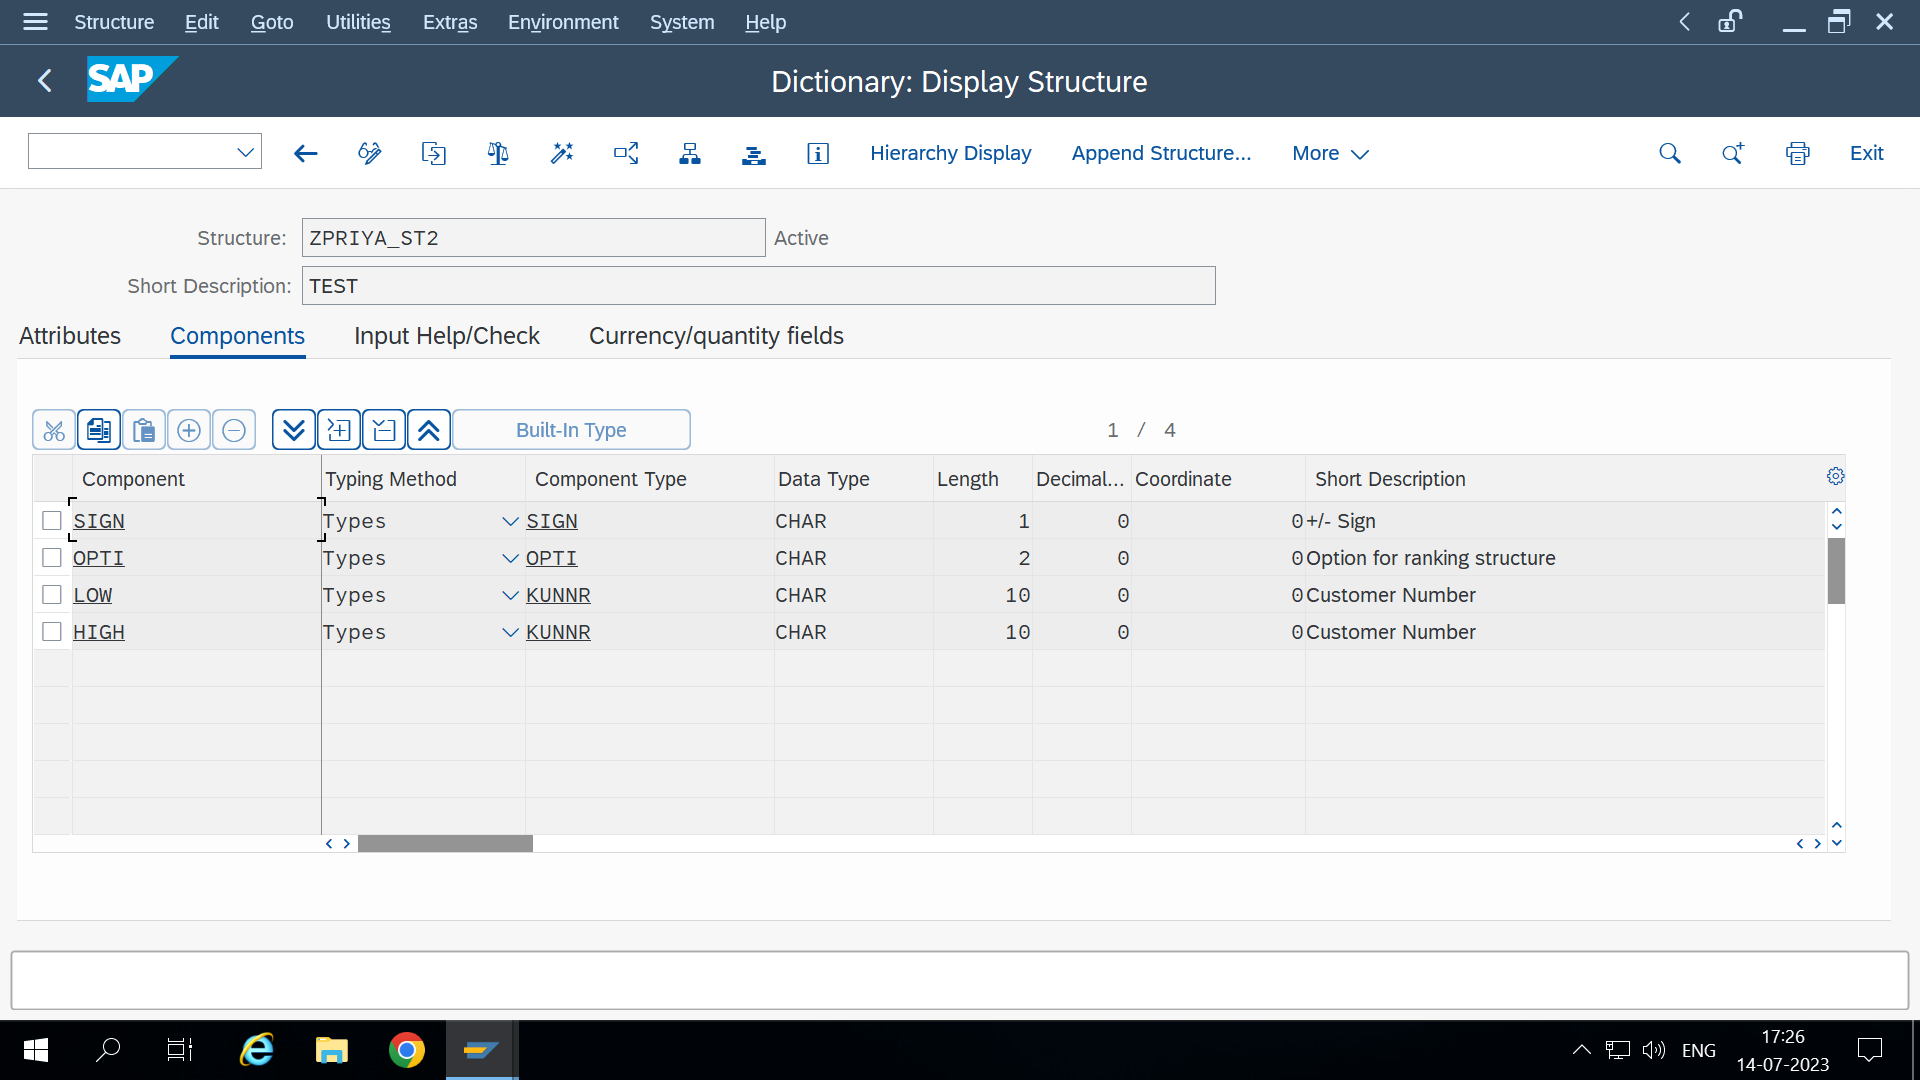 Structure Edit Goto Utilities Extras Environment System Help
SAP Dictionary: Display Structure
Hierarchy Display Append Structure... More Exit
Structure: ZPRIYA_ST2 Active
Short Description: TEST
Attributes Components Input Help/Check Currency/quantity fields
Built-In Type 1 / 4
Component Typing Method Component Type Data Type Length Decimal... Coordinate Short Description
SIGN Types SIGN CHAR 1 0 0 +/- Sign
OPTI Types OPTI CHAR 2 0 0 Option for ranking structure
LOW Types KUNNR CHAR 10 0 0 Customer Number
HIGH Types KUNNR CHAR 10 0 0 Customer Number
ENG 17:26
14-07-2023